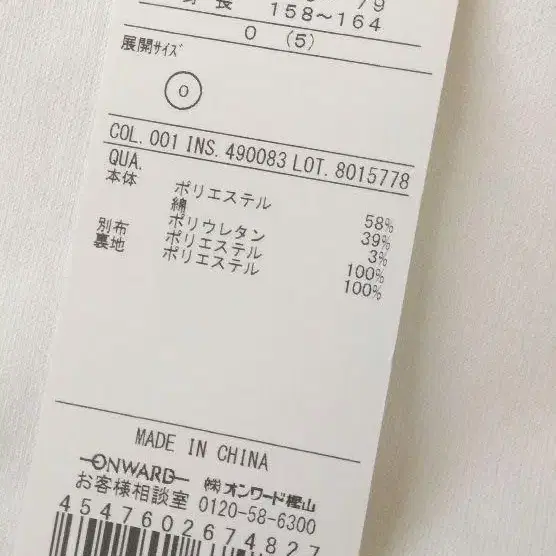 79
身長 158～164
0 (5)
展開ｻｲｽﾞ
0
COL. 001 INS. 490083 LOT. 8015778
QUA.
本体 ポリエステル 58%
綿 39%
ポリウレタン 3%
別布 ポリエステル 100%
裏地 ポリエステル 100%
MADE IN CHINA
ONWARD ㈱オンワード樫山
お客様相談室 0120-58-6300
4547602674827